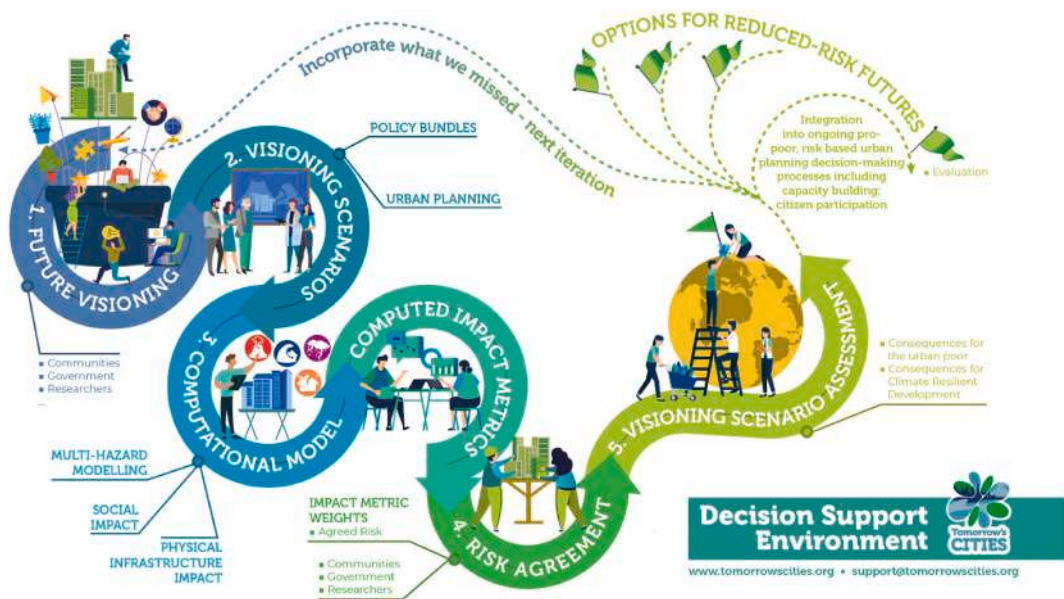 1. FUTURE VISIONING
Communities
Government
Researchers
2. VISIONING SCENARIOS
POLICY BUNDLES
URBAN PLANNING
Incorporate what we missed - next iteration
3. COMPUTATIONAL MODEL
MULTI-HAZARD
MODELLING
SOCIAL
IMPACT
PHYSICAL
INFRASTRUCTURE
IMPACT
COMPUTED IMPACT METRICS
4. RISK AGREEMENT
IMPACT METRIC
WEIGHTS
Agreed Risk
Communities
Government
Researchers
5. VISIONING SCENARIO ASSESSMENT
Consequences for
the urban poor
Consequences for
Climate Resilient
Development
OPTIONS FOR REDUCED-RISK FUTURES
Integration
into ongoing pro-
poor, risk based urban
planning decision-making
processes including
capacity building;
citizen participation
Evaluation
Decision Support
Environment
Tomorrow's
CITIES
www.tomorrowscities.org • support@tomorrowscities.org